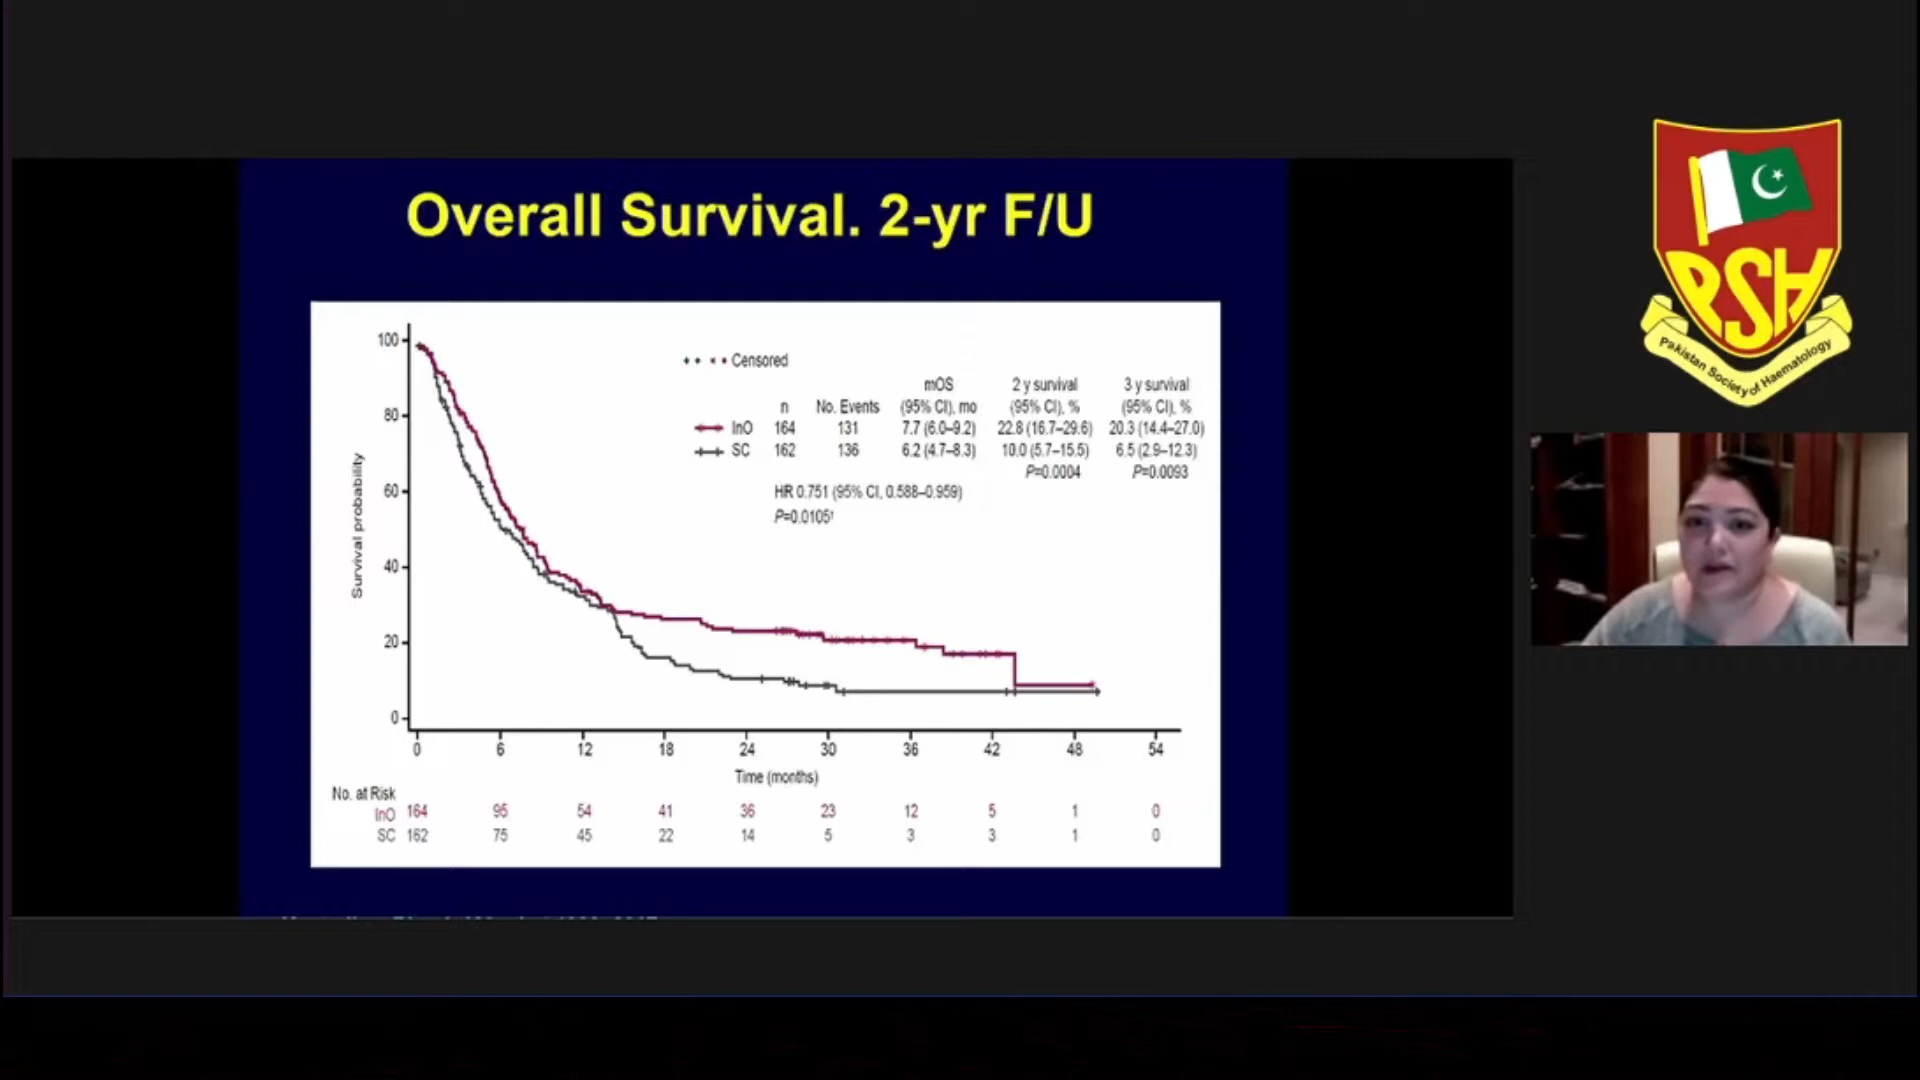 Overall Survival. 2-yr F/U
100
80
60
40
20
0
Survival probability
Censored
n No. Events mOS (95% CI), mo 2 y survival (95% CI), % 3 y survival (95% CI), %
InO 164 131 7.7 (6.0–9.2) 22.8 (16.7–29.6) 20.3 (14.4–27.0)
SC 162 136 6.2 (4.7–8.3) 10.0 (5.7–15.5) 6.5 (2.9–12.3)
P=0.0004 P=0.0093
HR 0.751 (95% CI, 0.588–0.959)
P=0.0105†
0 6 12 18 24 30 36 42 48 54
Time (months)
No. at Risk
InO 164 95 54 41 36 23 12 5 1 0
SC 162 75 45 22 14 5 3 3 1 0
PSH
Pakistan Society of Haematology